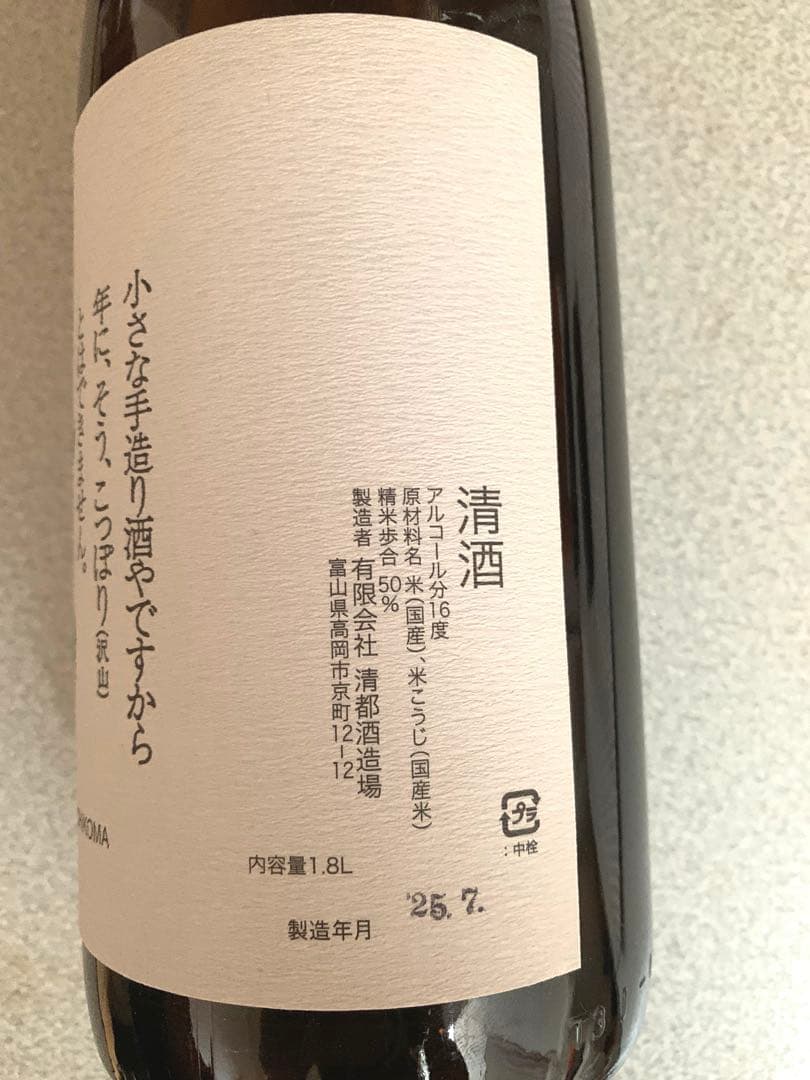 清酒
アルコール分16度
原材料名 米(国産)、米こうじ(国産米)
精米歩合 50%
製造者 有限会社 清都酒造場
富山県高岡市京町12-12
プラ
:中栓
小さな手造り酒やですから
年に、そう、こっぽり(沢山)
とはできません。
OMA
内容量1.8L
製造年月 '25.7.